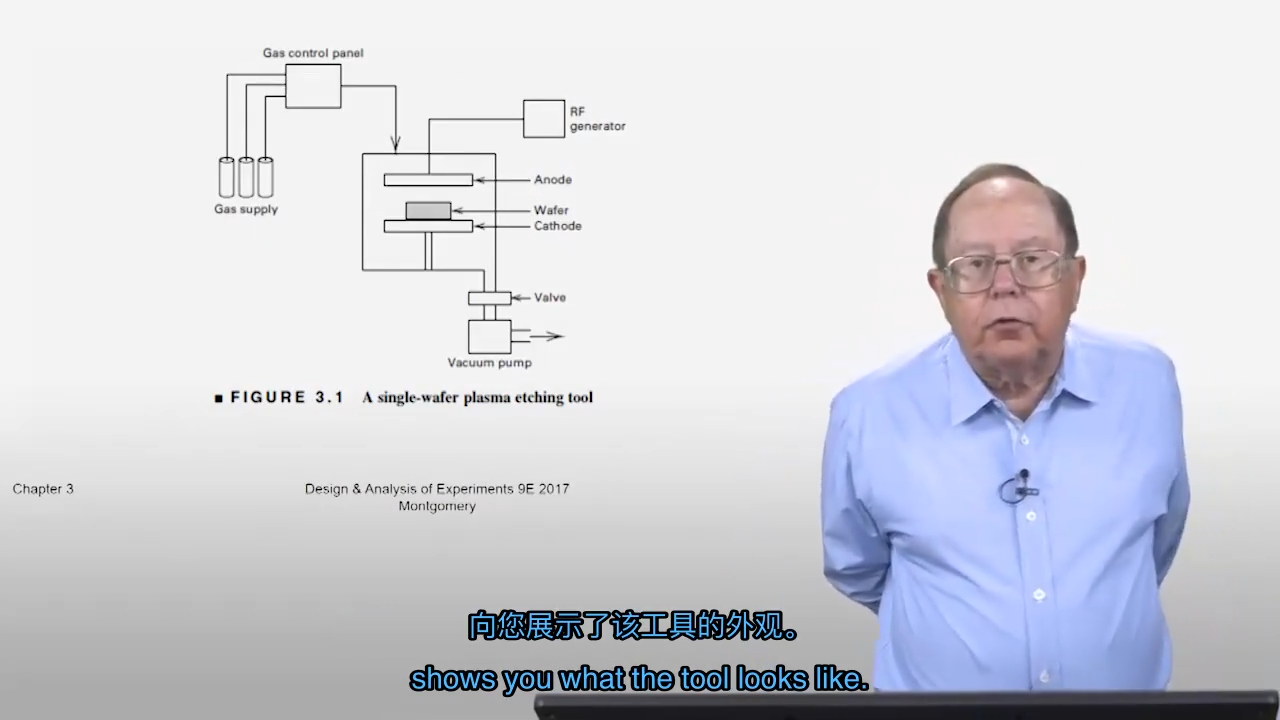 Gas control panel
RF
generator
Anode
Wafer
Gas supply
Cathode
Valve
Vacuum pump
■ FIGURE 3.1 A single-wafer plasma etching tool
Chapter 3
Design & Analysis of Experiments 9E 2017
Montgomery
向您展示了该工具的外观。
shows you what the tool looks like.